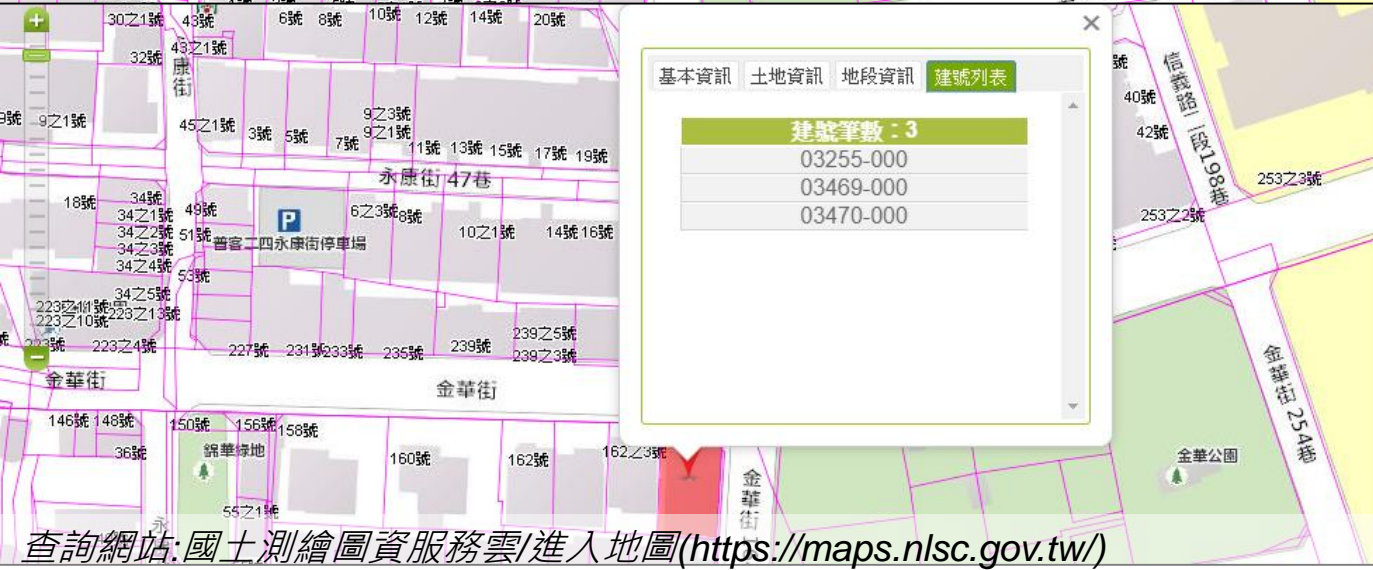 30之1號 43號 6號 8號 10號 12號 14號 20號
43之1號
32號
永康街
9之1號
45之1號 3號 5號 7號 9之3號
9之1號
11號 13號 15號 17號 19號
永康街 47巷
18號 34號
34之1號
34之2號
34之3號
34之4號
34之5號
49號
51號
53號
P
普客二四永康街停車場
6之3號 8號
10之1號 14號 16號
223之10號 223之13號
223之4號
227號 231號 233號 235號 239號
239之5號
239之3號
金華街
金華街
146號 148號 150號 156號 158號
36號
錦華綠地
160號 162號 162之3號
55之1號
金華街
基本資訊 土地資訊 地段資訊 建號列表
建號筆數：3
03255-000
03469-000
03470-000
40號
42號
信義路二段198巷
253之3號
253之2號
金華街 254巷
金華公園
查詢網站:國土測繪圖資服務雲/進入地圖(https://maps.nlsc.gov.tw/)